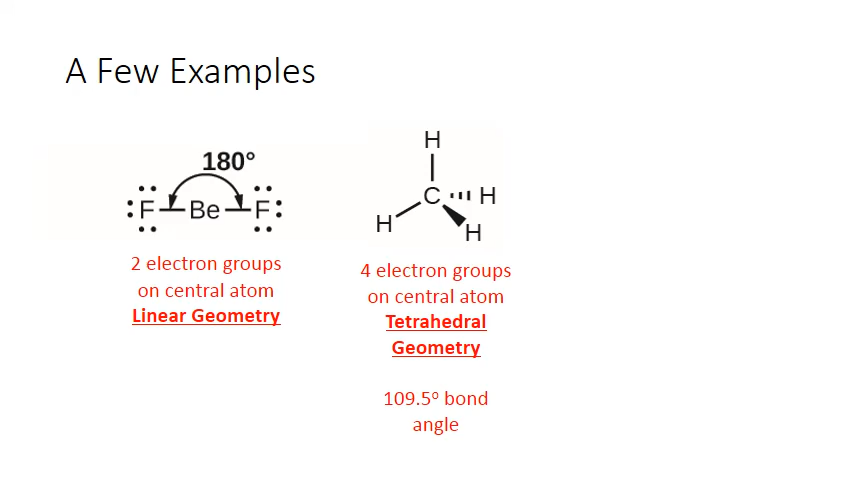 A Few Examples
180°
:F—Be—F:
2 electron groups
on central atom
Linear Geometry
H
C H
H
H
4 electron groups
on central atom
Tetrahedral
Geometry
109.5° bond
angle